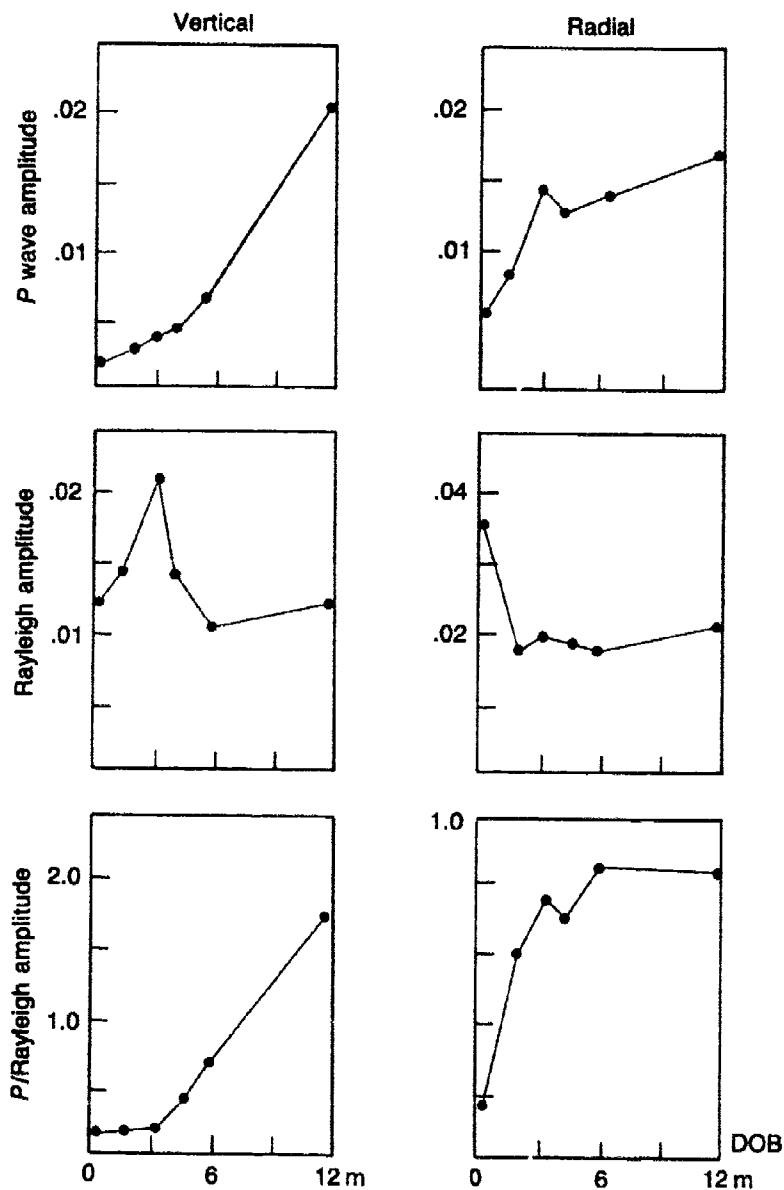 Vertical
Radial
P wave amplitude
.02
.01
.02
.01
Rayleigh amplitude
.02
.01
.04
.02
P/Rayleigh amplitude
2.0
1.0
0 6 12 m
1.0
0 6 12 m
DOB